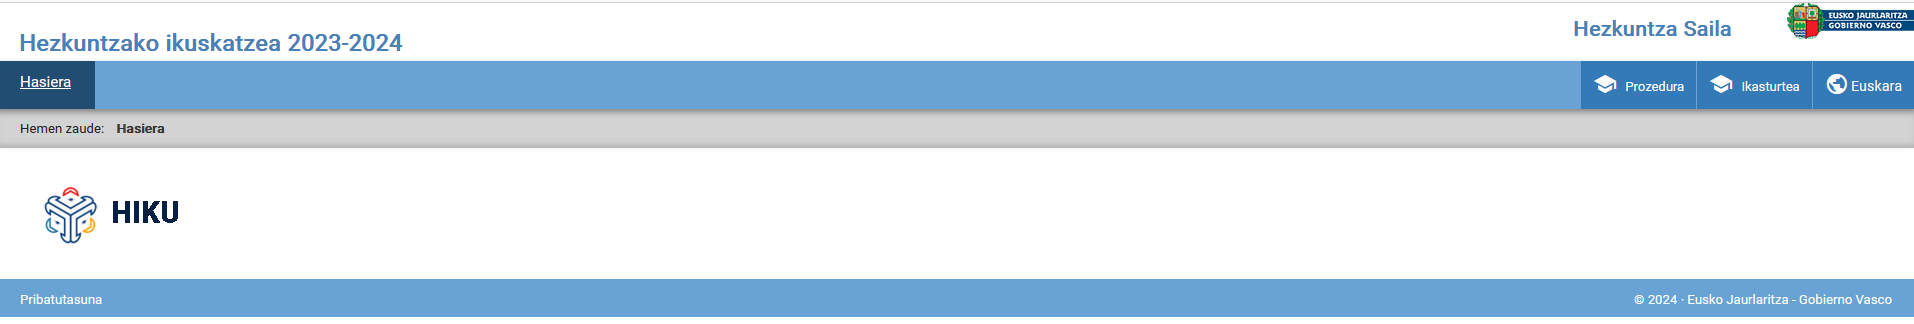 Hezkuntzako ikuskatzea 2023-2024
Hezkuntza Saila
EUSKO JAURLARITZA
GOBIERNO VASCO
Hasiera
Prozedura
Ikasturtea
Euskara
Hemen zaude: Hasiera
HIKU
Pribatutasuna
© 2024 · Eusko Jaurlaritza - Gobierno Vasco